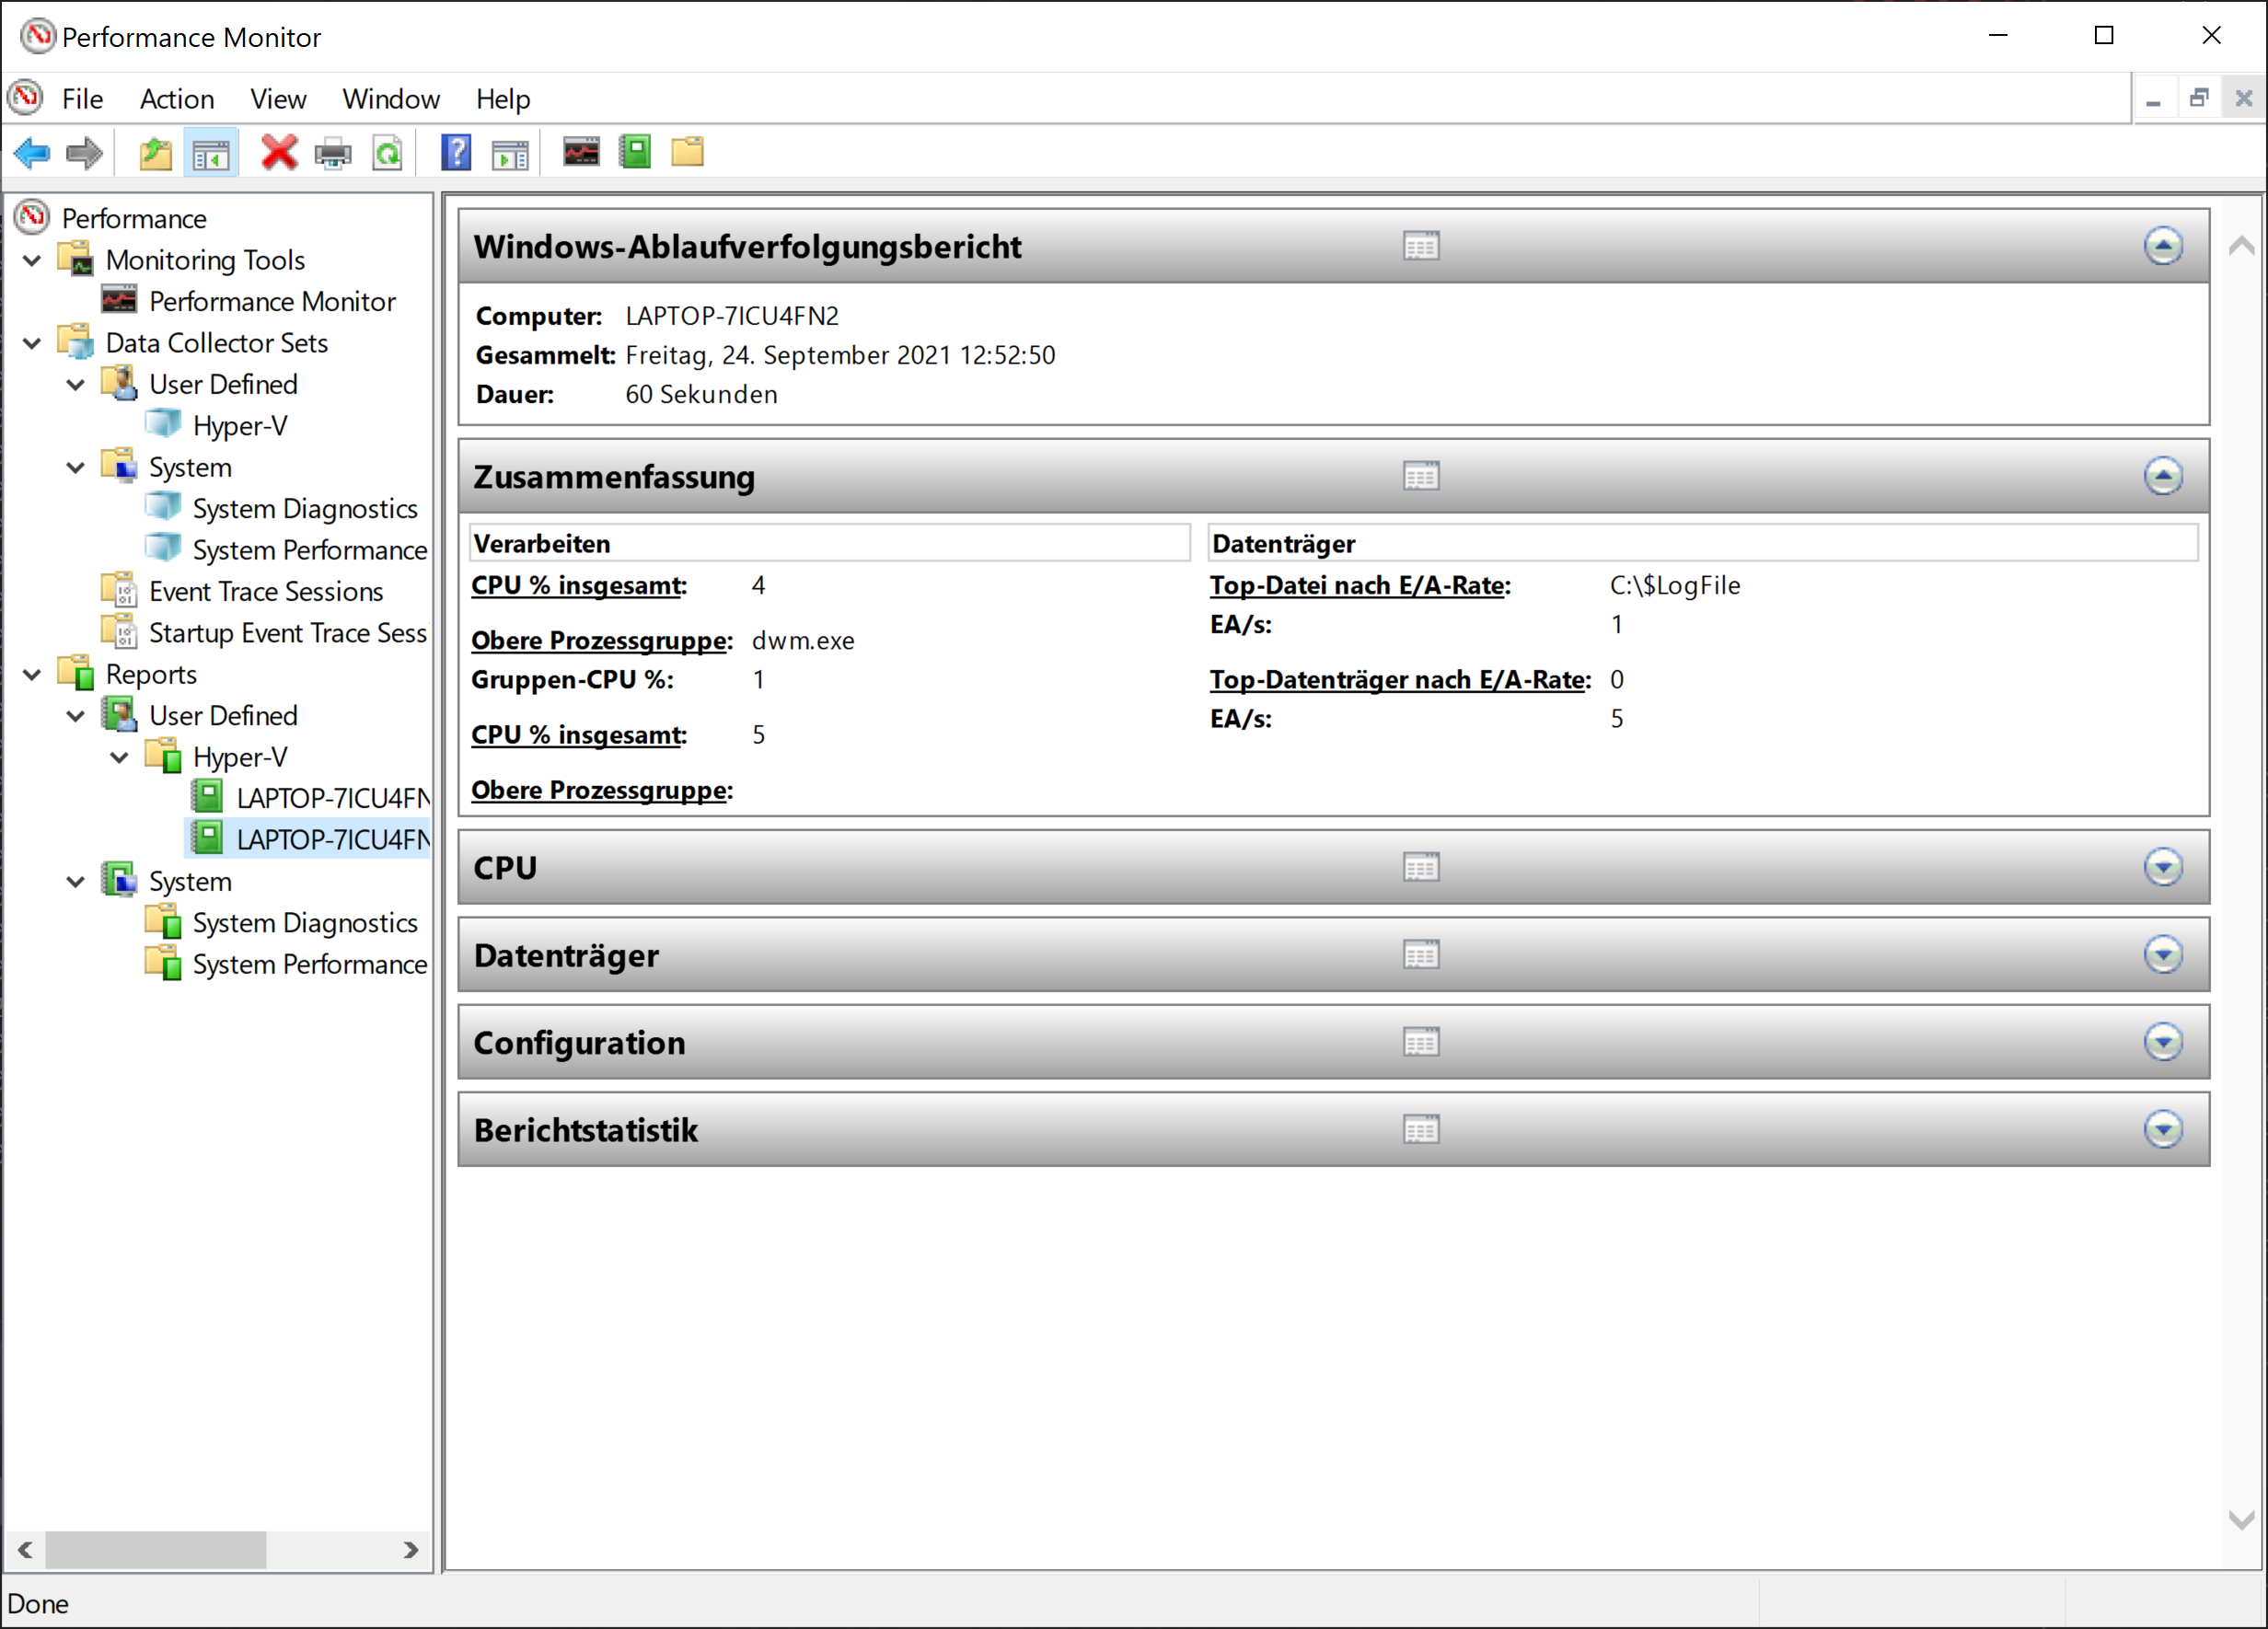 Performance Monitor
File Action View Window Help
Performance
Monitoring Tools
Performance Monitor
Data Collector Sets
User Defined
Hyper-V
System
System Diagnostics
System Performance
Event Trace Sessions
Startup Event Trace Sess
Reports
User Defined
Hyper-V
LAPTOP-7ICU4FN
LAPTOP-7ICU4FN
System
System Diagnostics
System Performance
Windows-Ablaufverfolgungsbericht
Computer: LAPTOP-7ICU4FN2
Gesammelt: Freitag, 24. September 2021 12:52:50
Dauer: 60 Sekunden
Zusammenfassung
Verarbeiten
CPU % insgesamt: 4
Obere Prozessgruppe: dwm.exe
Gruppen-CPU %: 1
CPU % insgesamt: 5
Obere Prozessgruppe:
Datenträger
Top-Datei nach E/A-Rate: C:\$LogFile
EA/s: 1
Top-Datenträger nach E/A-Rate: 0
EA/s: 5
CPU
Datenträger
Configuration
Berichtstatistik
Done